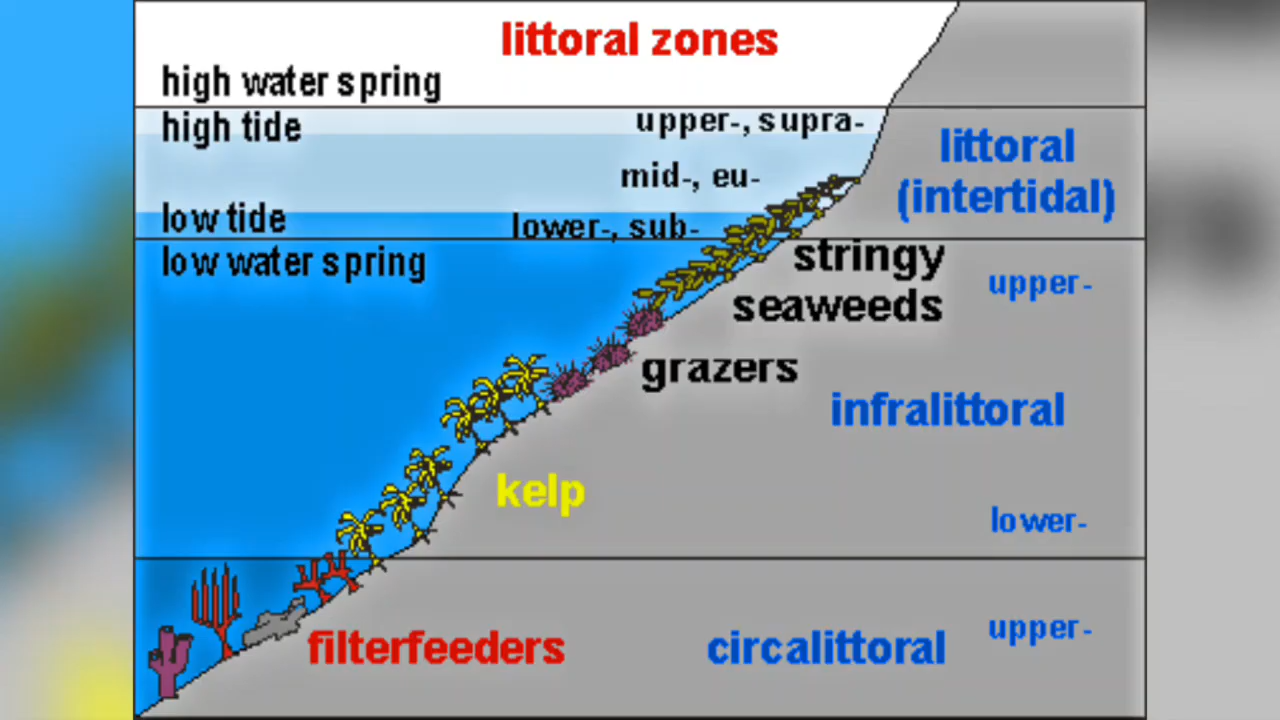 littoral zones
high water spring
high tide
upper-, supra-
littoral
(intertidal)
mid-, eu-
low tide
lower-, sub-
low water spring
stringy
seaweeds
upper-
grazers
infralittoral
kelp
lower-
filterfeeders
circalittoral
upper-